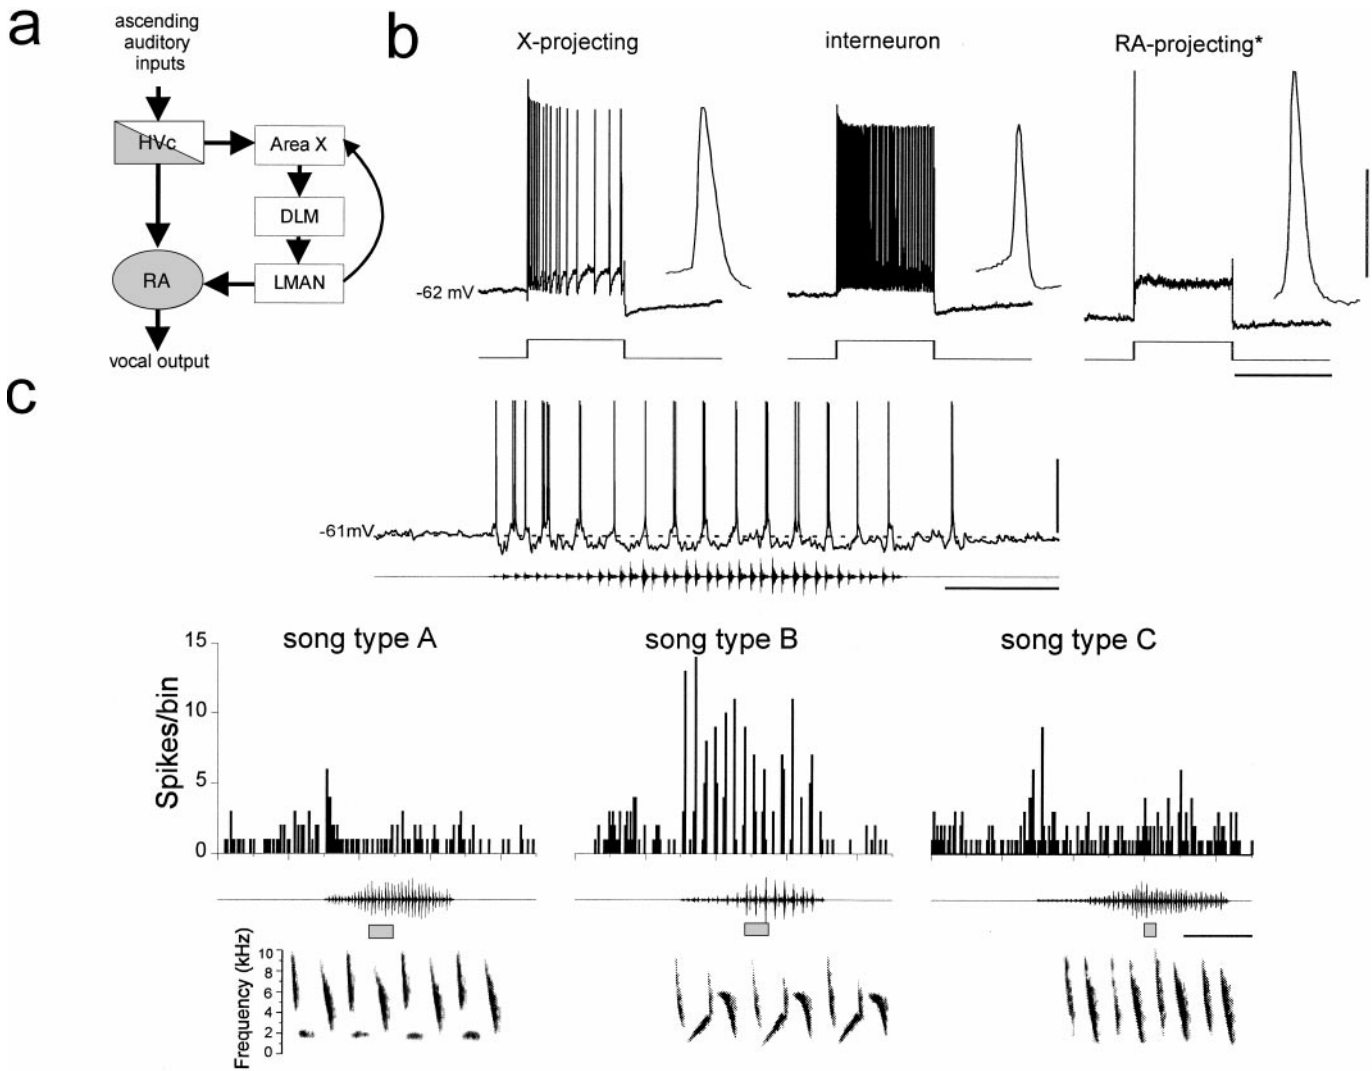 a
ascending
auditory
inputs
HVc
Area X
DLM
RA
LMAN
vocal output
b
X-projecting
interneuron
RA-projecting*
-62 mV
c
-61mV
song type A
song type B
song type C
Spikes/bin
15
10
5
0
Frequency (kHz)
10
8
6
4
2
0